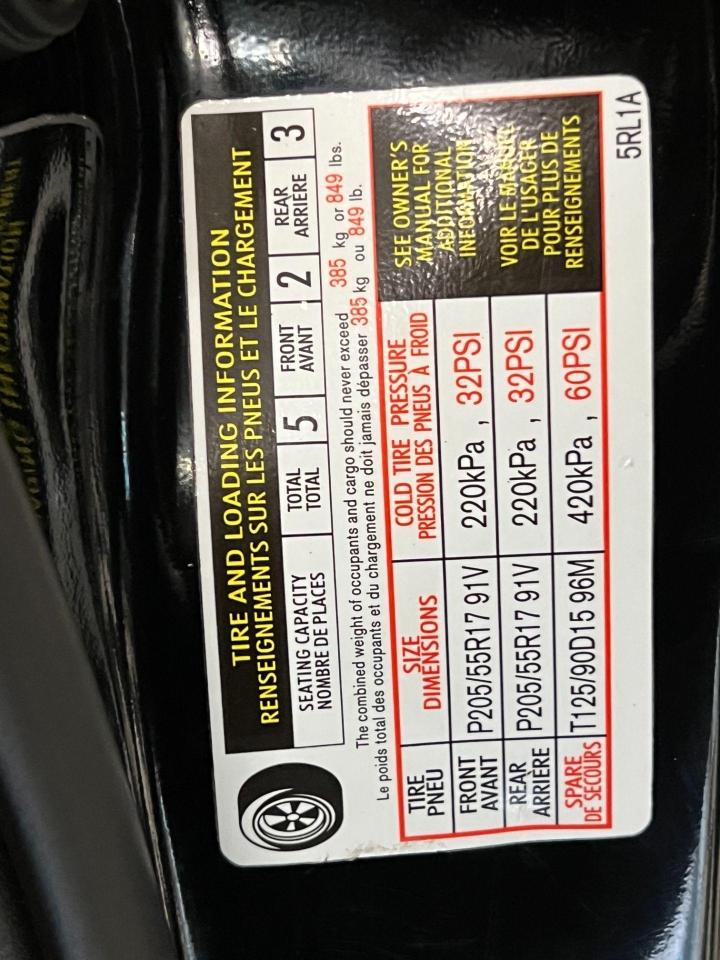 TIRE AND LOADING INFORMATION
RENSEIGNEMENTS SUR LES PNEUS ET LE CHARGEMENT
SEATING CAPACITY
NOMBRE DE PLACES
TOTAL
TOTAL
5
FRONT
AVANT
2
REAR
ARRIÈRE
3
The combined weight of occupants and cargo should never exceed 385 kg or 849 lbs.
Le poids total des occupants et du chargement ne doit jamais dépasser 385 kg ou 849 lb.
TIRE
PNEU
SIZE
DIMENSIONS
COLD TIRE PRESSURE
PRESSION DES PNEUS À FROID
FRONT
AVANT
P205/55R17 91V
220kPa , 32PSI
REAR
ARRIÈRE
P205/55R17 91V
220kPa , 32PSI
SPARE
DE SECOURS
T125/90D15 96M
420kPa , 60PSI
SEE OWNER'S
MANUAL FOR
ADDITIONAL
INFORMATION
VOIR LE MANUEL
DE L'USAGER
POUR PLUS DE
RENSEIGNEMENTS
5RL1A